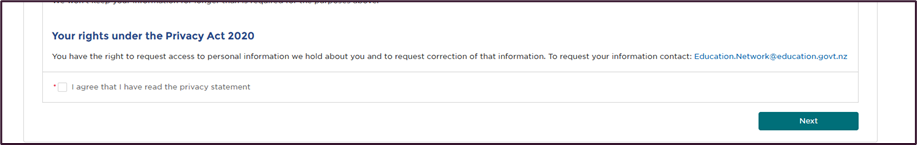 Your rights under the Privacy Act 2020
You have the right to request access to personal information we hold about you and to request correction of that information. To request your information contact: Education.Network@education.govt.nz
* I agree that I have read the privacy statement
Next